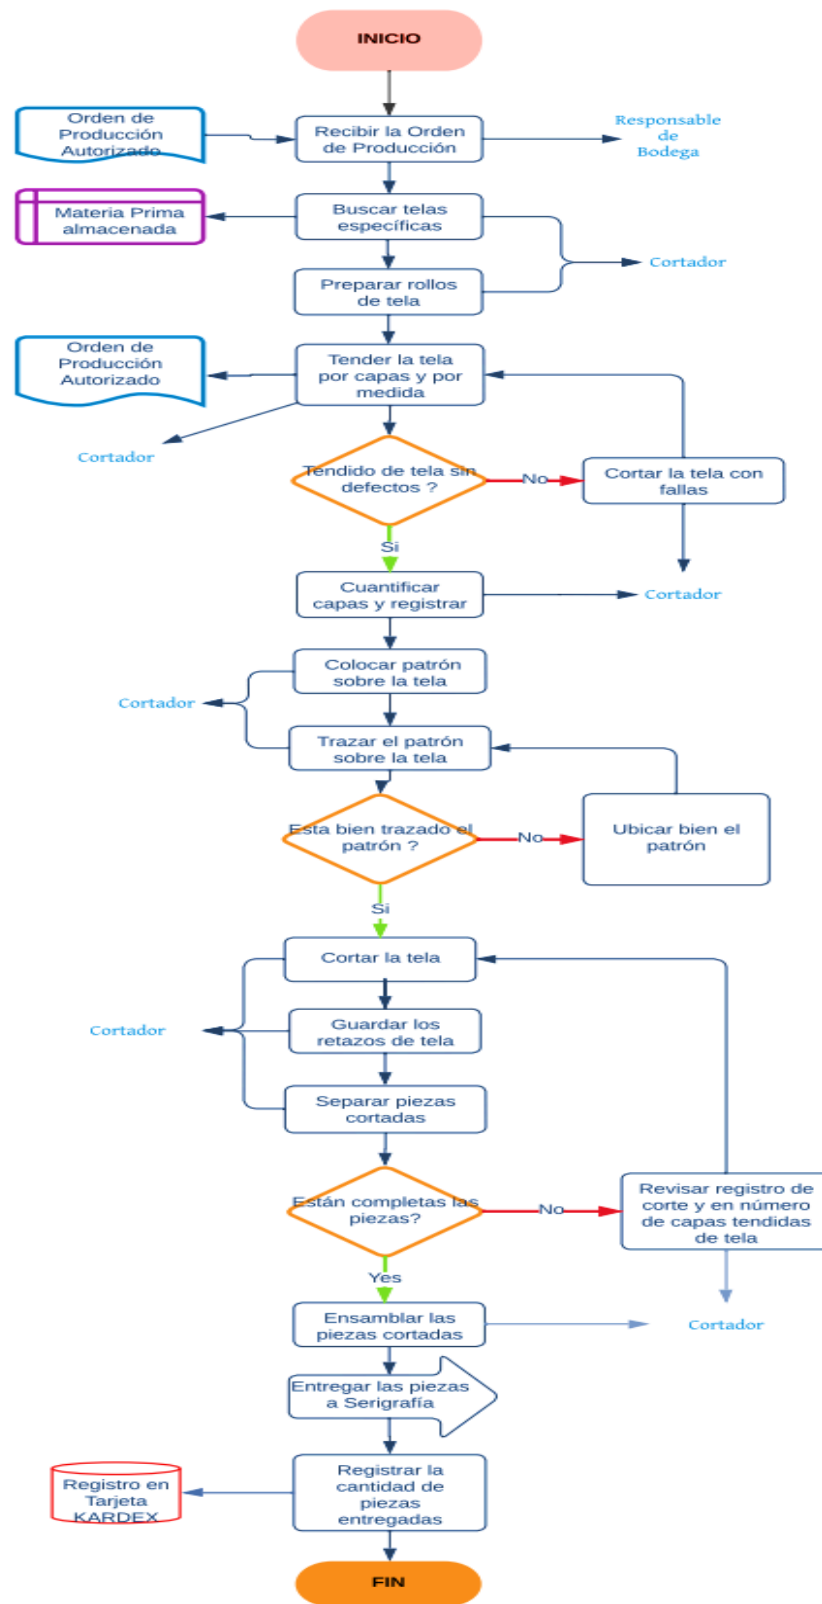 INICIO
Orden de
Producción
Autorizado
Recibir la Orden
de Producción
Responsable
de
Bodega
Materia Prima
almacenada
Buscar telas
específicas
Cortador
Preparar rollos
de tela
Orden de
Producción
Autorizado
Tender la tela
por capas y por
medida
Cortador
Tendido de tela sin
defectos ?
No
Cortar la tela con
fallas
Si
Cuantificar
capas y registrar
Cortador
Colocar patrón
sobre la tela
Cortador
Trazar el patrón
sobre la tela
Esta bien trazado el
patrón ?
No
Ubicar bien el
patrón
Si
Cortar la tela
Cortador
Guardar los
retazos de tela
Separar piezas
cortadas
Están completas las
piezas?
No
Revisar registro de
corte y en número
de capas tendidas
de tela
Yes
Ensamblar las
piezas cortadas
Cortador
Entregar las piezas
a Serigrafía
Registro en
Tarjeta
KARDEX
Registrar la
cantidad de
piezas
entregadas
FIN